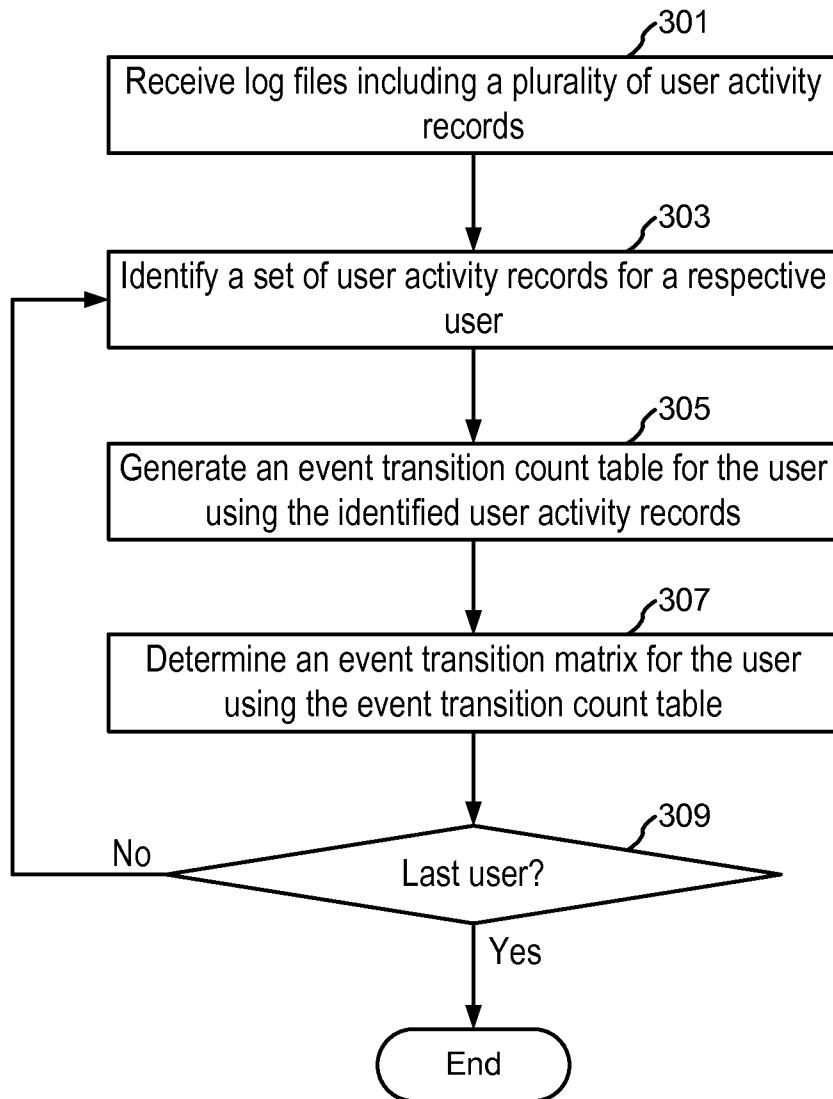 301
Receive log files including a plurality of user activity
records
303
Identify a set of user activity records for a respective
user
305
Generate an event transition count table for the user
using the identified user activity records
307
Determine an event transition matrix for the user
using the event transition count table
309
Last user?
No
Yes
End